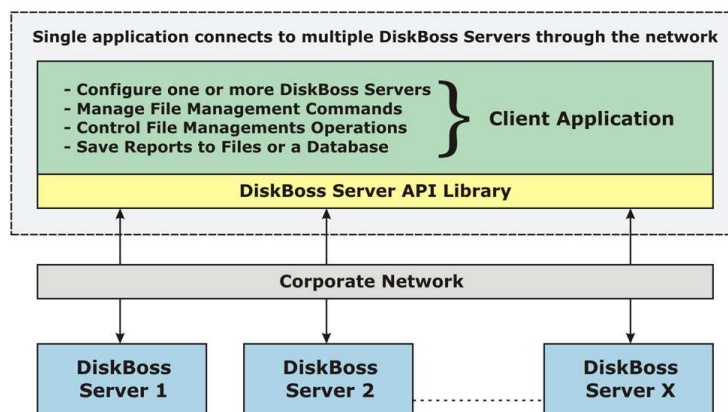 Single application connects to multiple DiskBoss Servers through the network
- Configure one or more DiskBoss Servers
- Manage File Management Commands
- Control File Managements Operations
- Save Reports to Files or a Database
Client Application
DiskBoss Server API Library
Corporate Network
DiskBoss
Server 1
DiskBoss
Server 2
DiskBoss
Server X